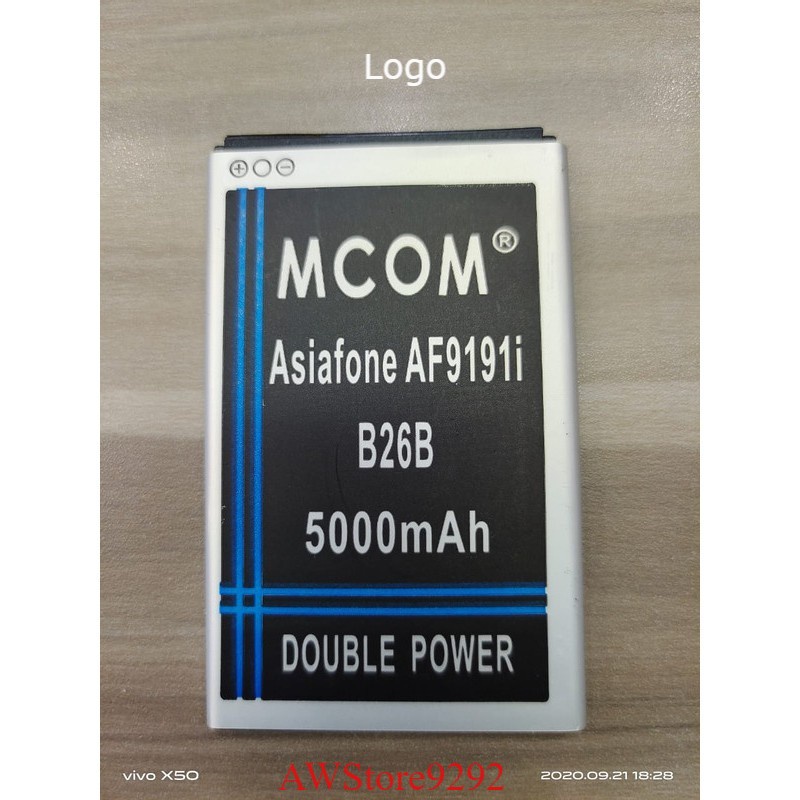 Logo
MCOM®
Asiafone AF9191i
B26B
5000mAh
DOUBLE POWER
vivo X50
AWStore9292
2020.09.21 18:28